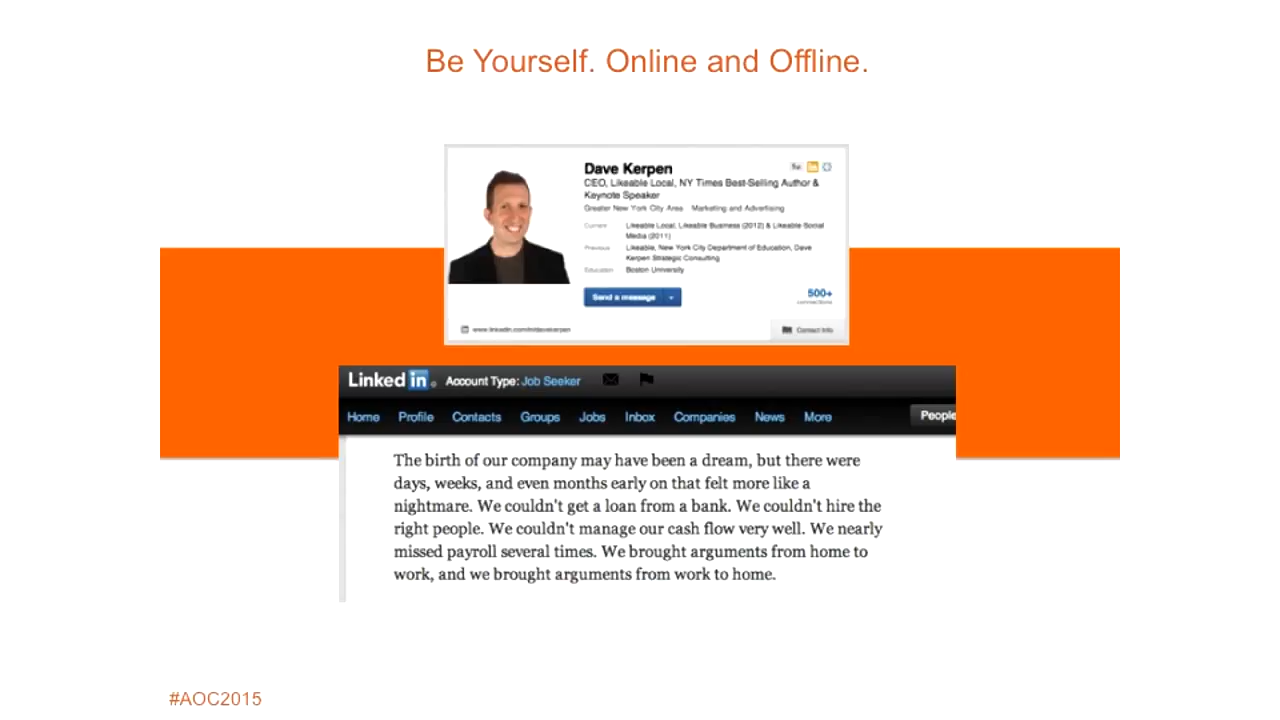 Be Yourself. Online and Offline.
Dave Kerpen
CEO, Likeable Local, NY Times Best-Selling Author &
Keynote Speaker
Greater New York City Area Marketing and Advertising
Current Likeable Local, Likeable Business (2012) & Likeable Social
Media (2011)
Previous Likeable, New York City Department of Education, Dave
Kerpen Strategic Consulting
Education Boston University
Send a message
500+
connections
Contact Info
Linked in
Account Type: Job Seeker
Home Profile Contacts Groups Jobs Inbox Companies News More People
The birth of our company may have been a dream, but there were
days, weeks, and even months early on that felt more like a
nightmare. We couldn't get a loan from a bank. We couldn't hire the
right people. We couldn't manage our cash flow very well. We nearly
missed payroll several times. We brought arguments from home to
work, and we brought arguments from work to home.
#AOC2015